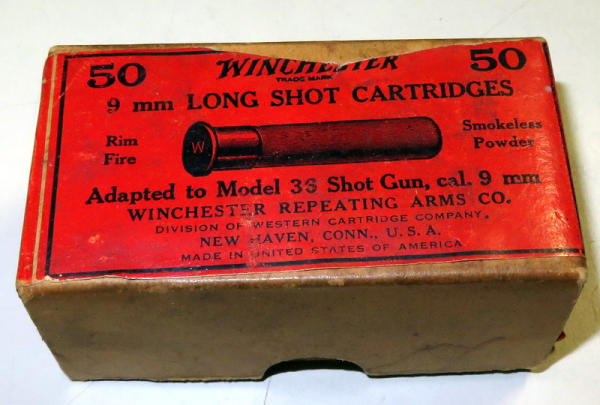 50 WINCHESTER 50
TRADE MARK
9 mm LONG SHOT CARTRIDGES
Rim Fire
W
Smokeless Powder
Adapted to Model 36 Shot Gun, cal. 9 mm
WINCHESTER REPEATING ARMS CO.
DIVISION OF WESTERN CARTRIDGE COMPANY,
NEW HAVEN, CONN., U. S. A.
MADE IN UNITED STATES OF AMERICA